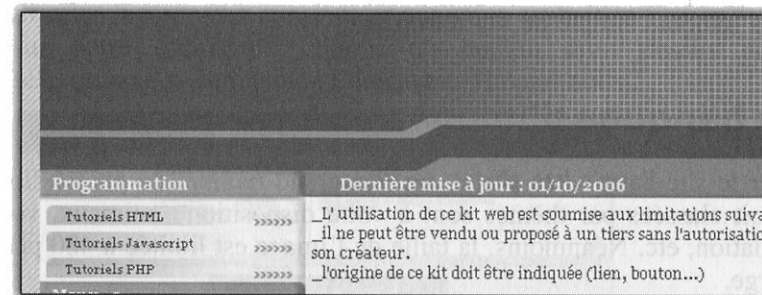 Programmation
Tutoriels HTML >>>>>>
Tutoriels Javascript >>>>>>
Tutoriels PHP >>>>>>
Dernière mise à jour : 01/10/2006
_L' utilisation de ce kit web est soumise aux limitations suiva
_il ne peut être vendu ou proposé à un tiers sans l'autorisatio
son créateur.
_l'origine de ce kit doit être indiquée (lien, bouton...)